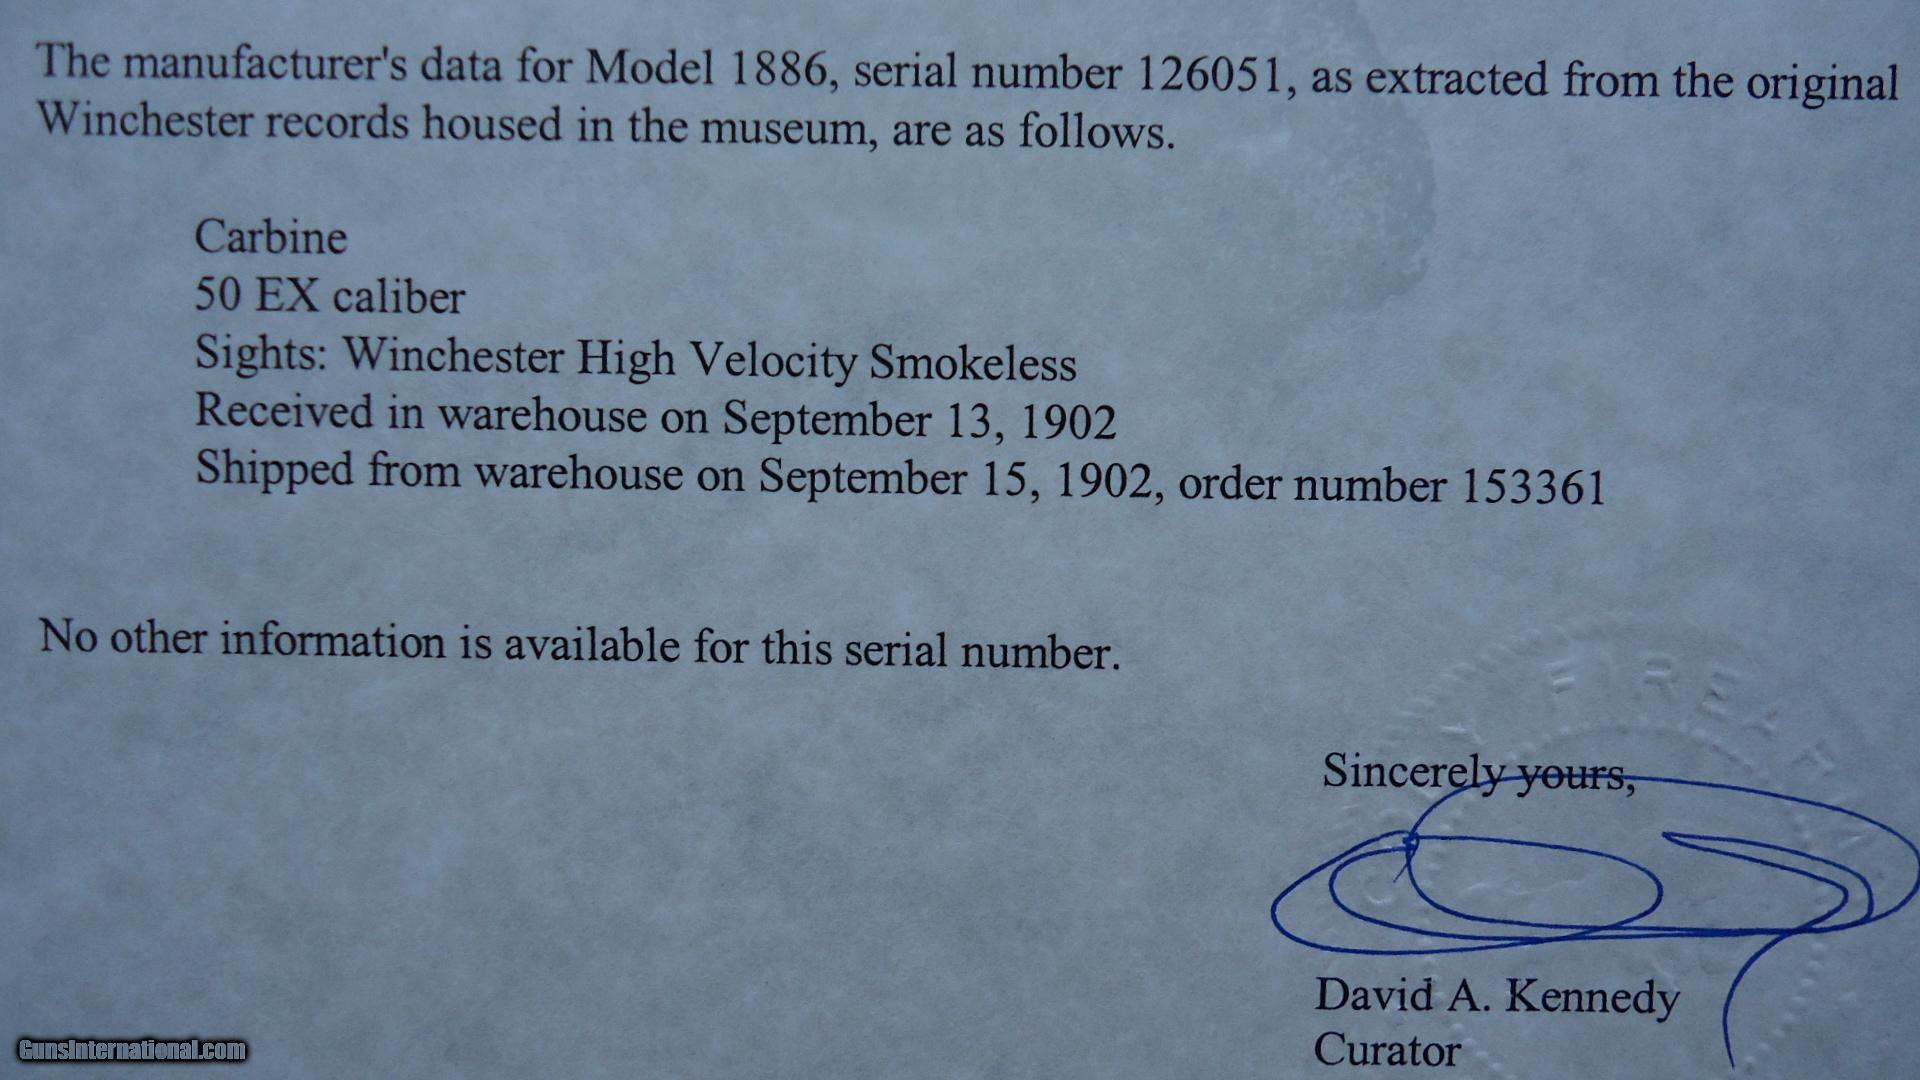 The manufacturer's data for Model 1886, serial number 126051, as extracted from the original
Winchester records housed in the museum, are as follows.
Carbine
50 EX caliber
Sights: Winchester High Velocity Smokeless
Received in warehouse on September 13, 1902
Shipped from warehouse on September 15, 1902, order number 153361
No other information is available for this serial number.
Sincerely yours,
David A. Kennedy
Curator
GunsInternational.com